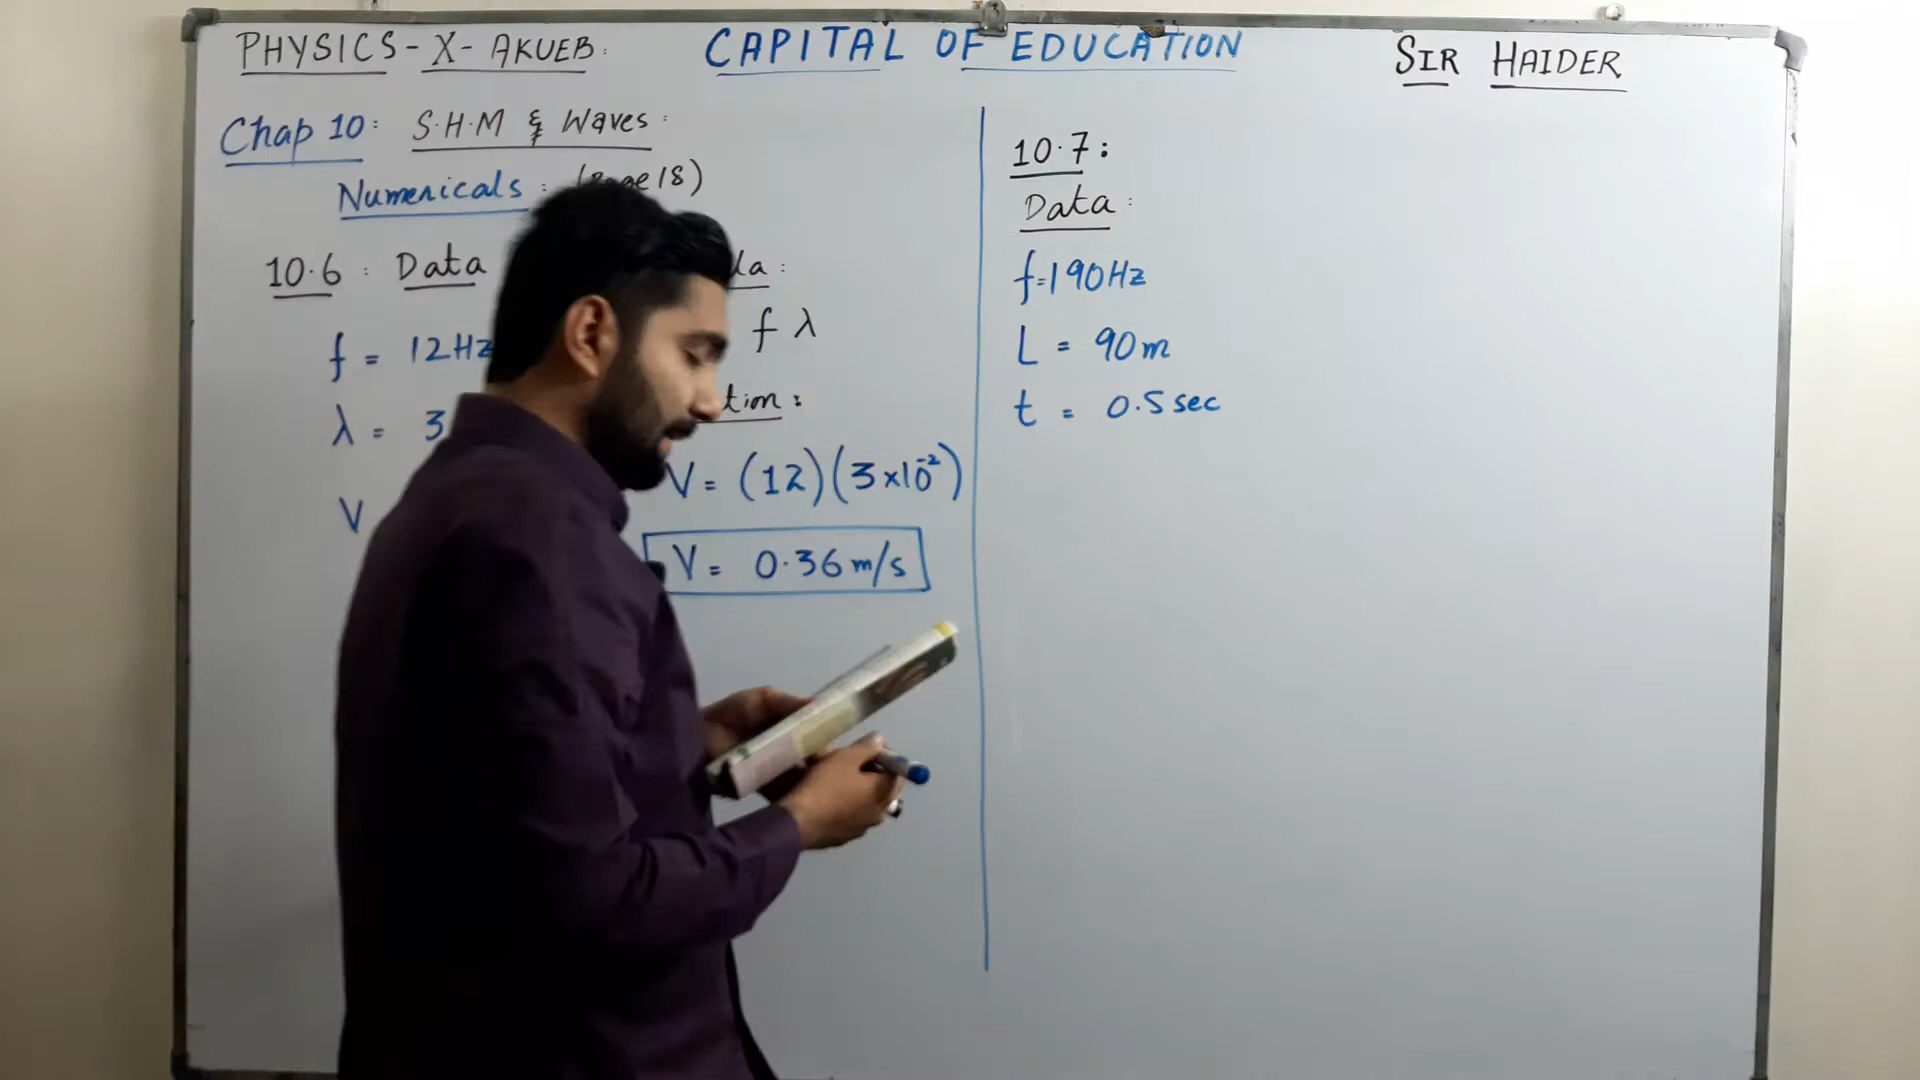 PHYSICS - X - AKUEB:
CAPITAL OF EDUCATION
SIR HAIDER
Chap 10: S.H.M & Waves:
Numericals: 18)
10.6: Data
f = 12Hz
λ = 3
V
:
f λ
:
V = (12)(3×10⁻²)
V = 0.36 m/s
10.7:
Data:
f=190Hz
L = 90m
t = 0.5 sec